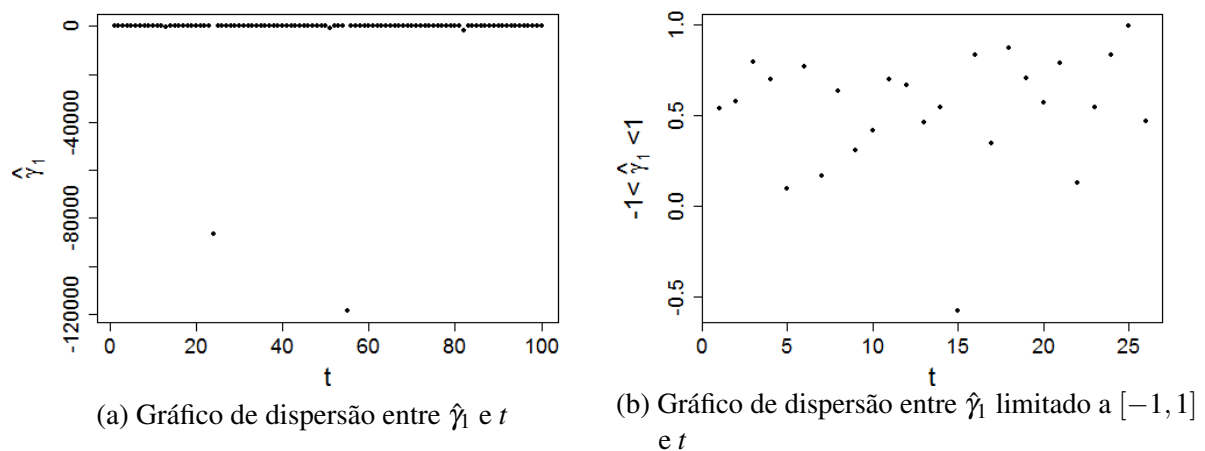 0
-40000
-80000
-120000
γ̂₁
0 20 40 60 80 100
t
(a) Gráfico de dispersão entre γ̂₁ e t
1.0
0.5
0.0
-0.5
-1< γ̂₁ <1
0 5 10 15 20 25
t
(b) Gráfico de dispersão entre γ̂₁ limitado a [−1, 1]
e t